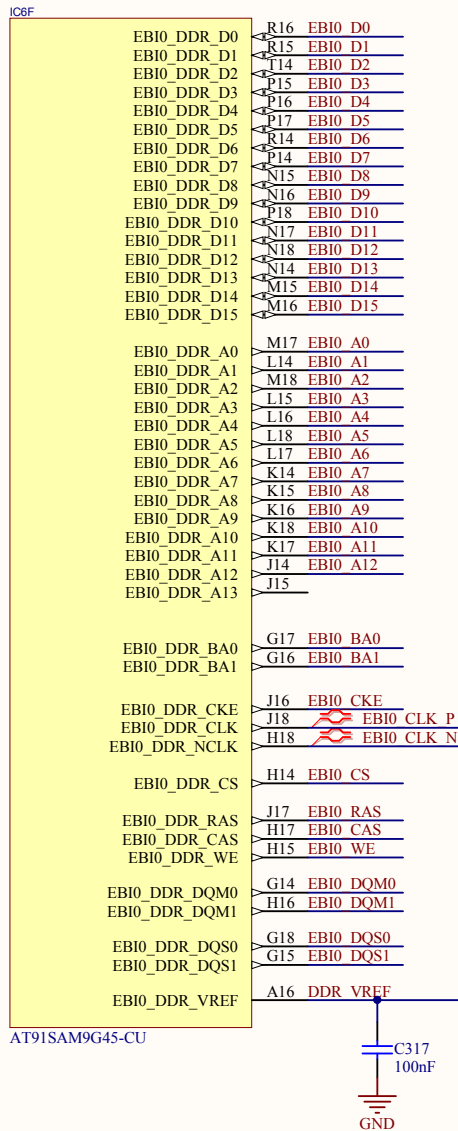 IC6F
EBI0_DDR_D0 R16 EBI0_D0
EBI0_DDR_D1 R15 EBI0_D1
EBI0_DDR_D2 T14 EBI0_D2
EBI0_DDR_D3 P15 EBI0_D3
EBI0_DDR_D4 P16 EBI0_D4
EBI0_DDR_D5 P17 EBI0_D5
EBI0_DDR_D6 R14 EBI0_D6
EBI0_DDR_D7 P14 EBI0_D7
EBI0_DDR_D8 N15 EBI0_D8
EBI0_DDR_D9 N16 EBI0_D9
EBI0_DDR_D10 P18 EBI0_D10
EBI0_DDR_D11 N17 EBI0_D11
EBI0_DDR_D12 N18 EBI0_D12
EBI0_DDR_D13 N14 EBI0_D13
EBI0_DDR_D14 M15 EBI0_D14
EBI0_DDR_D15 M16 EBI0_D15
EBI0_DDR_A0 M17 EBI0_A0
EBI0_DDR_A1 L14 EBI0_A1
EBI0_DDR_A2 M18 EBI0_A2
EBI0_DDR_A3 L15 EBI0_A3
EBI0_DDR_A4 L16 EBI0_A4
EBI0_DDR_A5 L18 EBI0_A5
EBI0_DDR_A6 L17 EBI0_A6
EBI0_DDR_A7 K14 EBI0_A7
EBI0_DDR_A8 K15 EBI0_A8
EBI0_DDR_A9 K16 EBI0_A9
EBI0_DDR_A10 K18 EBI0_A10
EBI0_DDR_A11 K17 EBI0_A11
EBI0_DDR_A12 J14 EBI0_A12
EBI0_DDR_A13 J15
EBI0_DDR_BA0 G17 EBI0_BA0
EBI0_DDR_BA1 G16 EBI0_BA1
EBI0_DDR_CKE J16 EBI0_CKE
EBI0_DDR_CLK J18 EBI0_CLK_P
EBI0_DDR_NCLK H18 EBI0_CLK_N
EBI0_DDR_CS H14 EBI0_CS
EBI0_DDR_RAS J17 EBI0_RAS
EBI0_DDR_CAS H17 EBI0_CAS
EBI0_DDR_WE H15 EBI0_WE
EBI0_DDR_DQM0 G14 EBI0_DQM0
EBI0_DDR_DQM1 H16 EBI0_DQM1
EBI0_DDR_DQS0 G18 EBI0_DQS0
EBI0_DDR_DQS1 G15 EBI0_DQS1
EBI0_DDR_VREF A16 DDR_VREF
AT91SAM9G45-CU
C317
100nF
GND